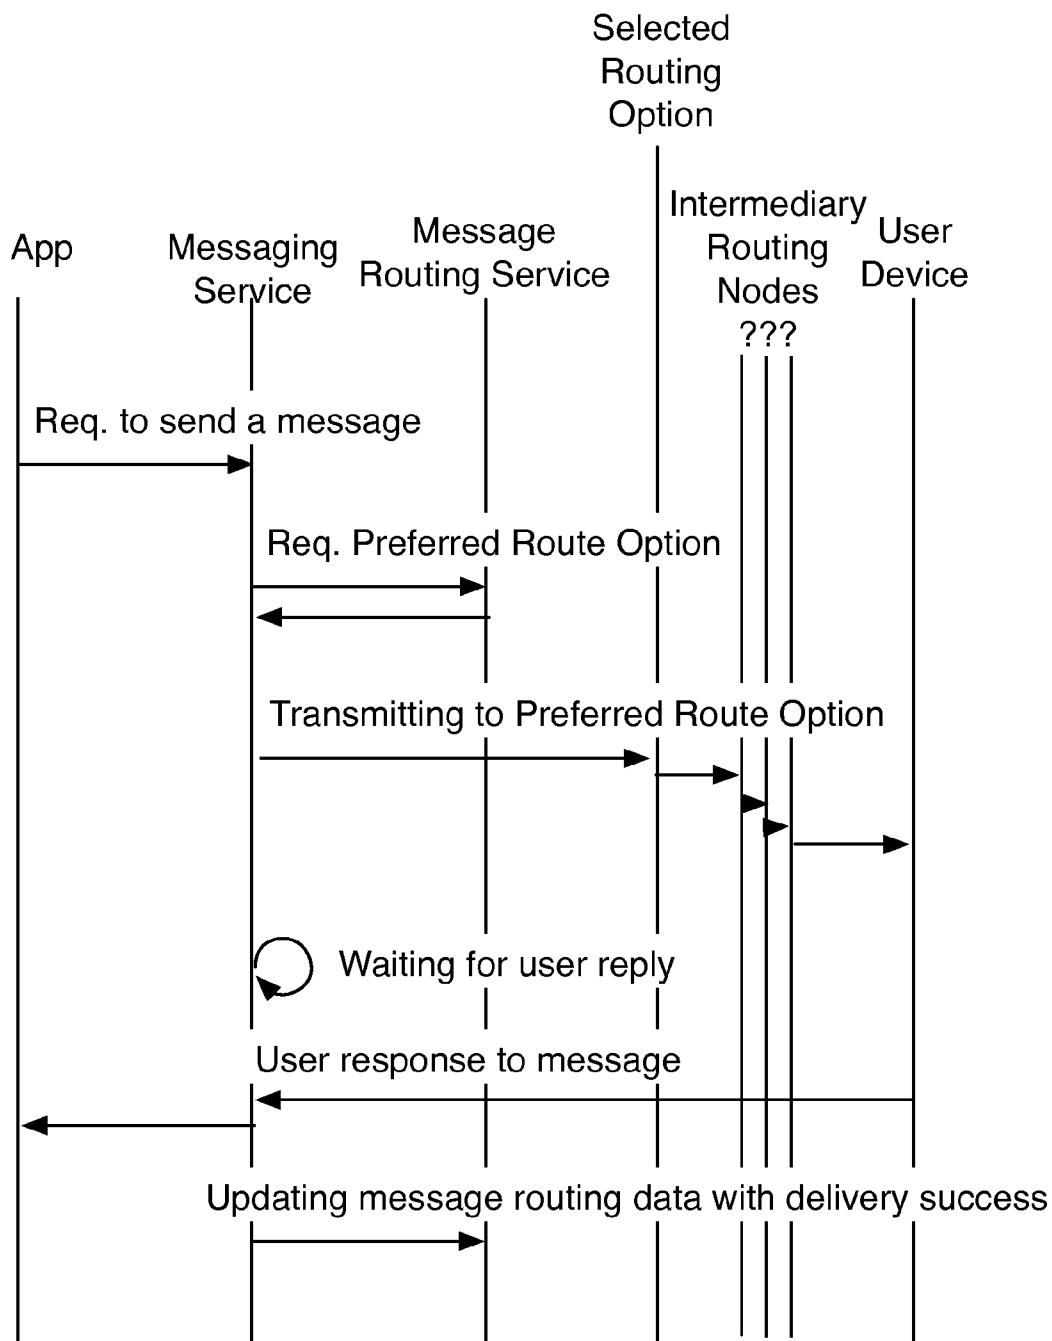 Selected
Routing
Option
App
Messaging
Service
Message
Routing Service
Intermediary
Routing
Nodes
???
User
Device
Req. to send a message
Req. Preferred Route Option
Transmitting to Preferred Route Option
Waiting for user reply
User response to message
Updating message routing data with delivery success